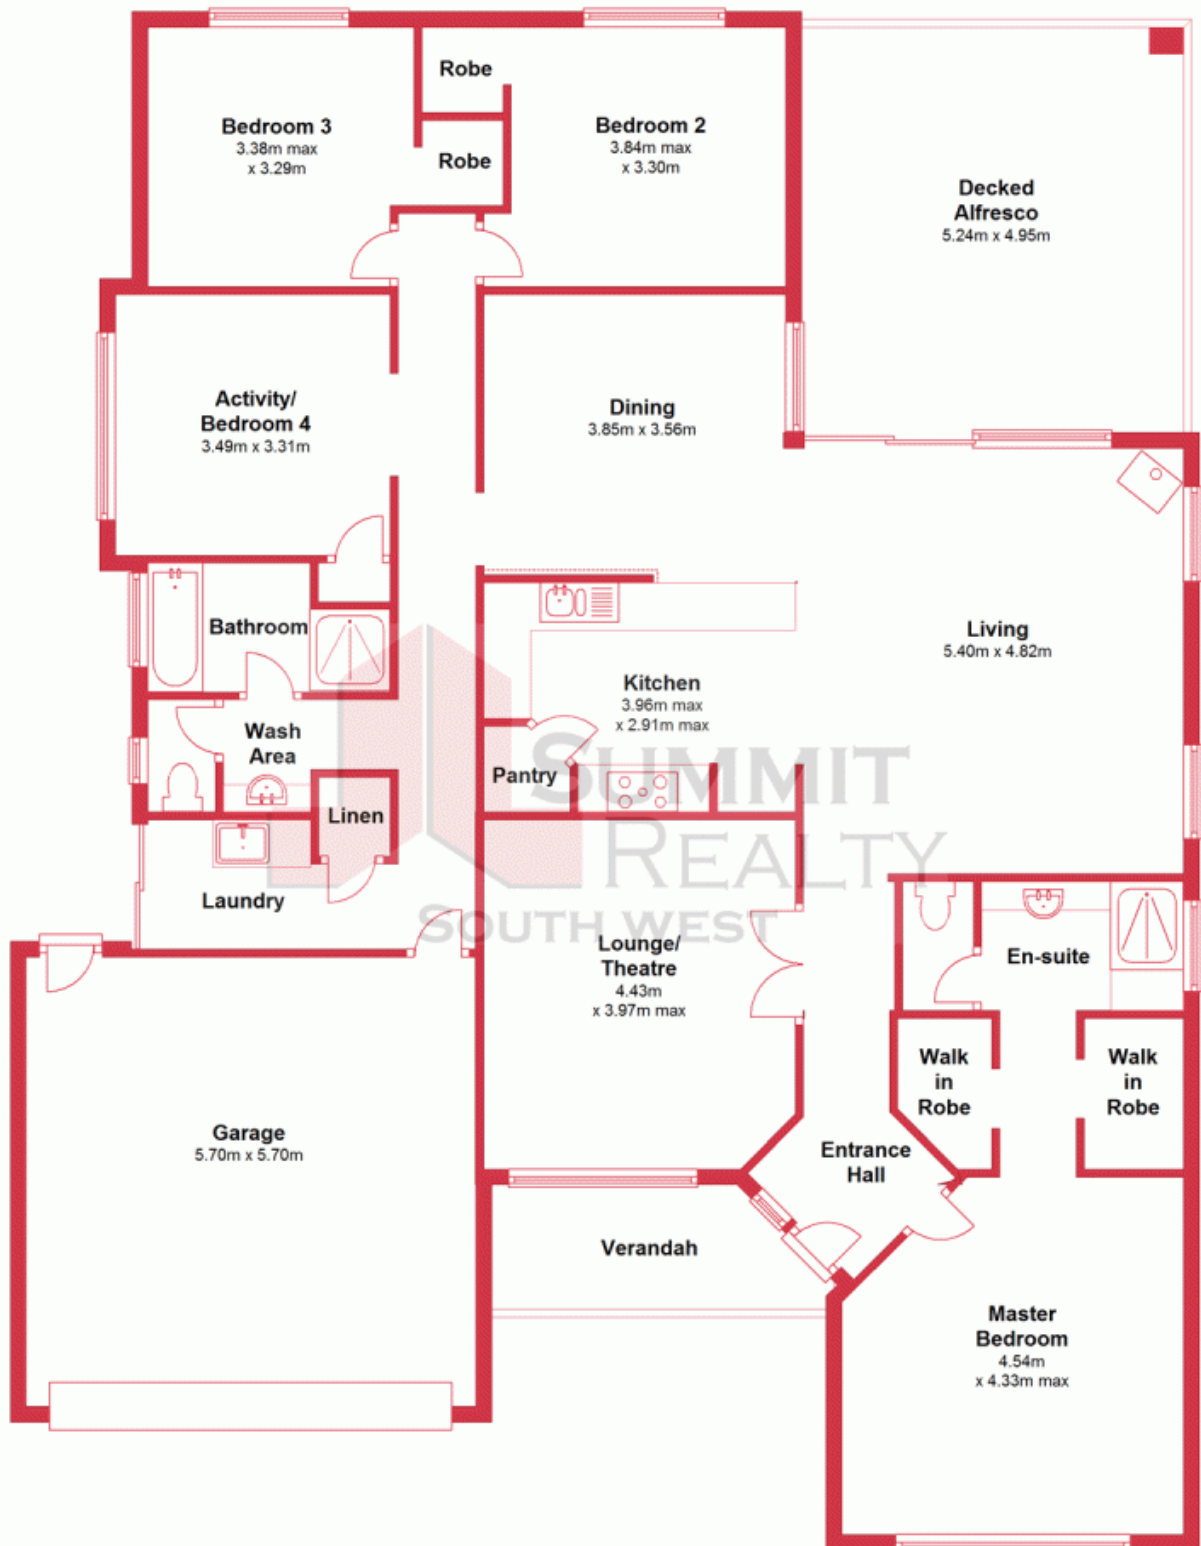 Robe
Bedroom 3
3.38m max
x 3.29m
Bedroom 2
3.84m max
x 3.30m
Robe
Decked
Alfresco
5.24m x 4.95m
Activity/
Bedroom 4
3.49m x 3.31m
Dining
3.85m x 3.56m
Bathroom
Living
5.40m x 4.82m
Kitchen
3.96m max
x 2.91m max
Wash
Area
Pantry
Linen
SUMMIT
REALTY
SOUTH WEST
Laundry
Lounge/
Theatre
4.43m
x 3.97m max
En-suite
Walk
in
Robe
Walk
in
Robe
Garage
5.70m x 5.70m
Entrance
Hall
Verandah
Master
Bedroom
4.54m
x 4.33m max